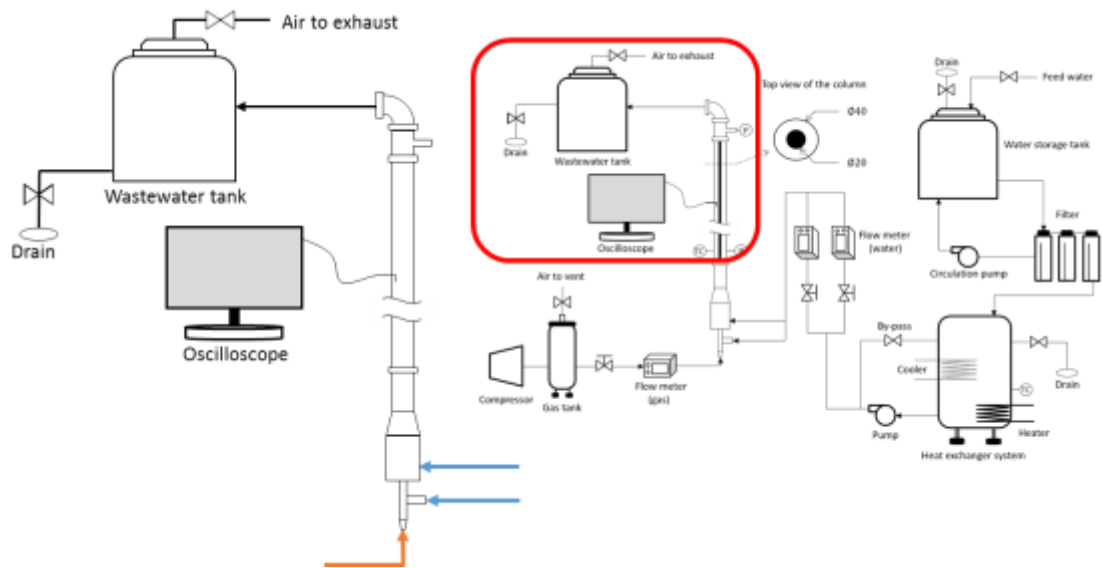 Air to exhaust
Wastewater tank
Drain
Oscilloscope
Air to exhaust
Drain
Wastewater tank
Oscilloscope
Top view of the column
Ø40
Ø20
P
TC
Air to vent
Compressor
Gas tank
Flow meter
(gas)
Flow meter
(water)
Drain
Feed water
Water storage tank
Filter
Circulation pump
By-pass
Cooler
Drain
TC
Pump
Heater
Heat exchanger system